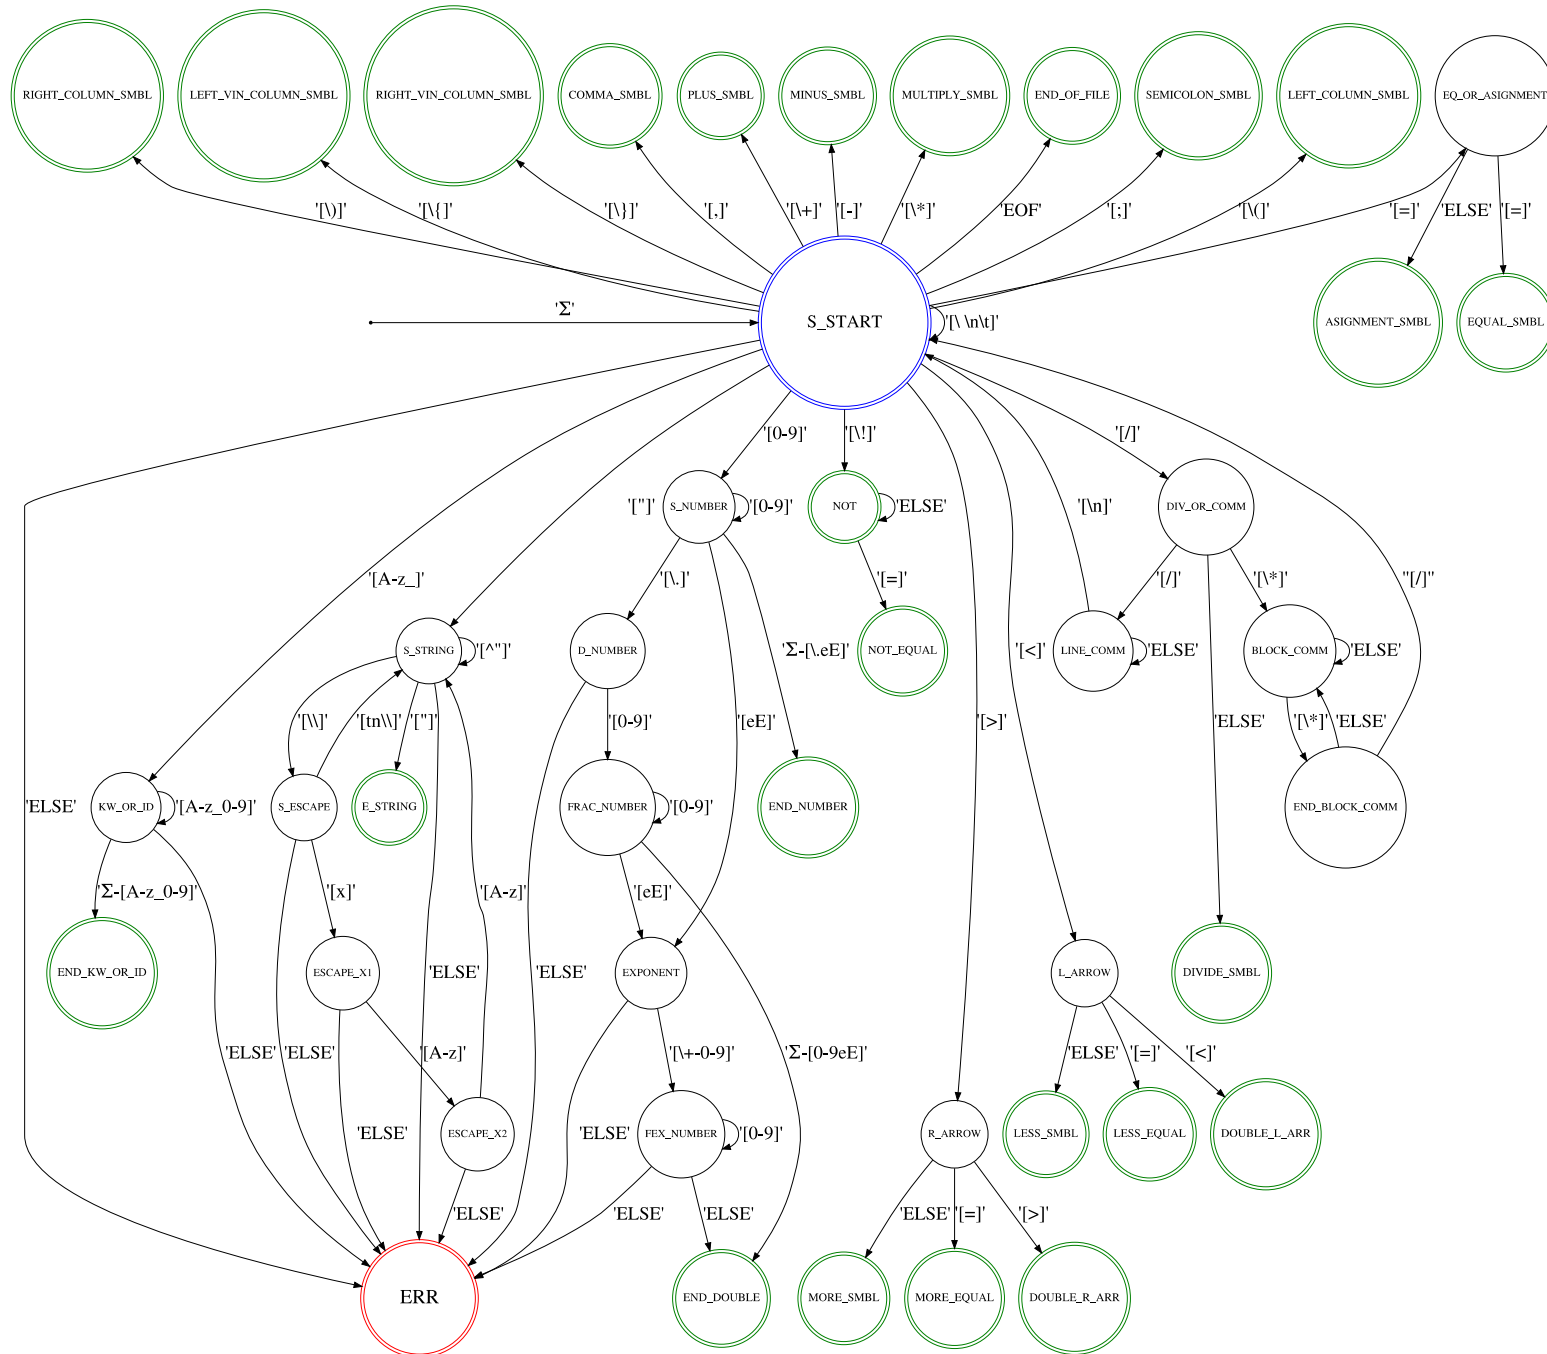 RIGHT_COLUMN_SMBL
LEFT_VIN_COLUMN_SMBL
RIGHT_VIN_COLUMN_SMBL
COMMA_SMBL
PLUS_SMBL
MINUS_SMBL
MULTIPLY_SMBL
END_OF_FILE
SEMICOLON_SMBL
LEFT_COLUMN_SMBL
EQ_OR_ASIGNMENT
'[\)]'
'[\{]'
'[\}]'
'[,]'
'[\+]'
'[-]'
'[\*]'
'EOF'
'[;]'
'[\(]'
'[=]'
'ELSE'
'[=]'
'Σ'
S_START
'[\ \n\t]'
ASIGNMENT_SMBL
EQUAL_SMBL
'[0-9]'
'[\!]'
'[/]'
'["]'
S_NUMBER
'[0-9]'
NOT
'ELSE'
'[\n]'
DIV_OR_COMM
'ELSE'
'[A-z_]'
'[\.]'
'[=]'
'[/]'
'[\*]'
"[/]"
S_STRING
'[^"]'
D_NUMBER
'Σ-[\.eE]'
NOT_EQUAL
'[<]'
LINE_COMM
'ELSE'
BLOCK_COMM
'ELSE'
'[\\]'
'[tn\\]'
'["]'
'[0-9]'
'[eE]'
'[>]'
'ELSE'
'[\*]'
'ELSE'
KW_OR_ID
'[A-z_0-9]'
S_ESCAPE
E_STRING
FRAC_NUMBER
'[0-9]'
END_NUMBER
END_BLOCK_COMM
'Σ-[A-z_0-9]'
'[x]'
'[A-z]'
'[eE]'
END_KW_OR_ID
ESCAPE_X1
'ELSE'
'ELSE'
EXPONENT
L_ARROW
DIVIDE_SMBL
'ELSE'
'ELSE'
'[A-z]'
'[\+-0-9]'
'Σ-[0-9eE]'
'ELSE'
'[=]'
'[<]'
'ELSE'
ESCAPE_X2
'ELSE'
FEX_NUMBER
'[0-9]'
R_ARROW
LESS_SMBL
LESS_EQUAL
DOUBLE_L_ARR
'ELSE'
'ELSE'
'ELSE'
'ELSE'
'[=]'
'[>]'
ERR
END_DOUBLE
MORE_SMBL
MORE_EQUAL
DOUBLE_R_ARR